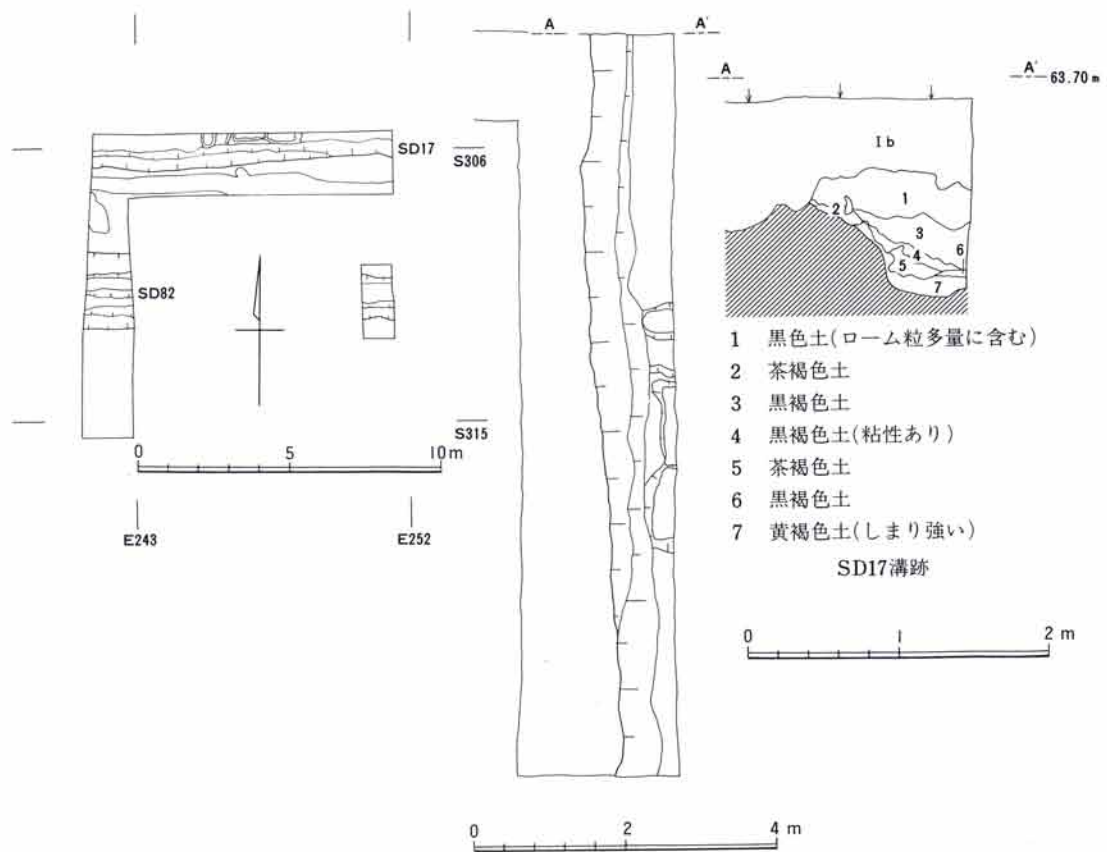 SD17
S306
SD82
S315
0 5 10m
E243 E252
A A'
0 2 4 m
A A' 63.70m
Ib
1
2
3
4
5
6
7
1 黒色土(ローム粒多量に含む)
2 茶褐色土
3 黒褐色土
4 黒褐色土(粘性あり)
5 茶褐色土
6 黒褐色土
7 黄褐色土(しまり強い)
SD17溝跡
0 1 2 m